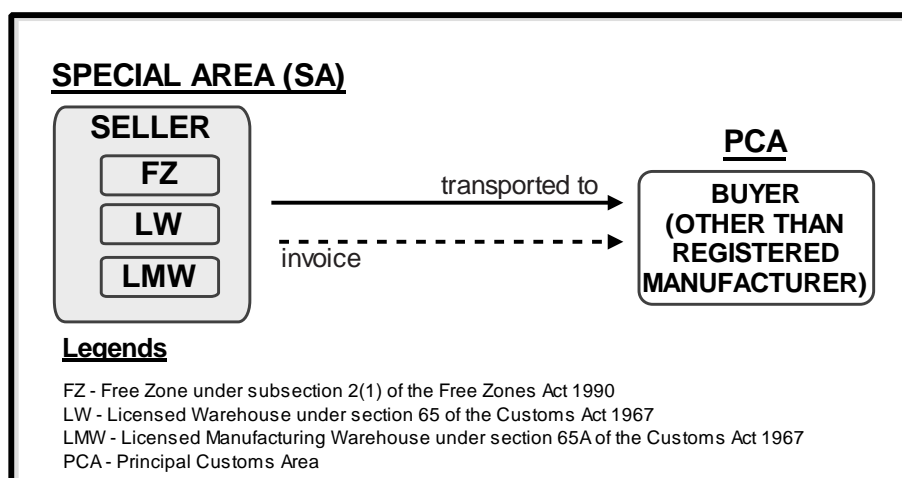 SPECIAL AREA (SA)
SELLER
FZ
LW
LMW
transported to
invoice
PCA
BUYER
(OTHER THAN
REGISTERED
MANUFACTURER)
Legends
FZ - Free Zone under subsection 2(1) of the Free Zones Act 1990
LW - Licensed Warehouse under section 65 of the Customs Act 1967
LMW - Licensed Manufacturing Warehouse under section 65A of the Customs Act 1967
PCA - Principal Customs Area